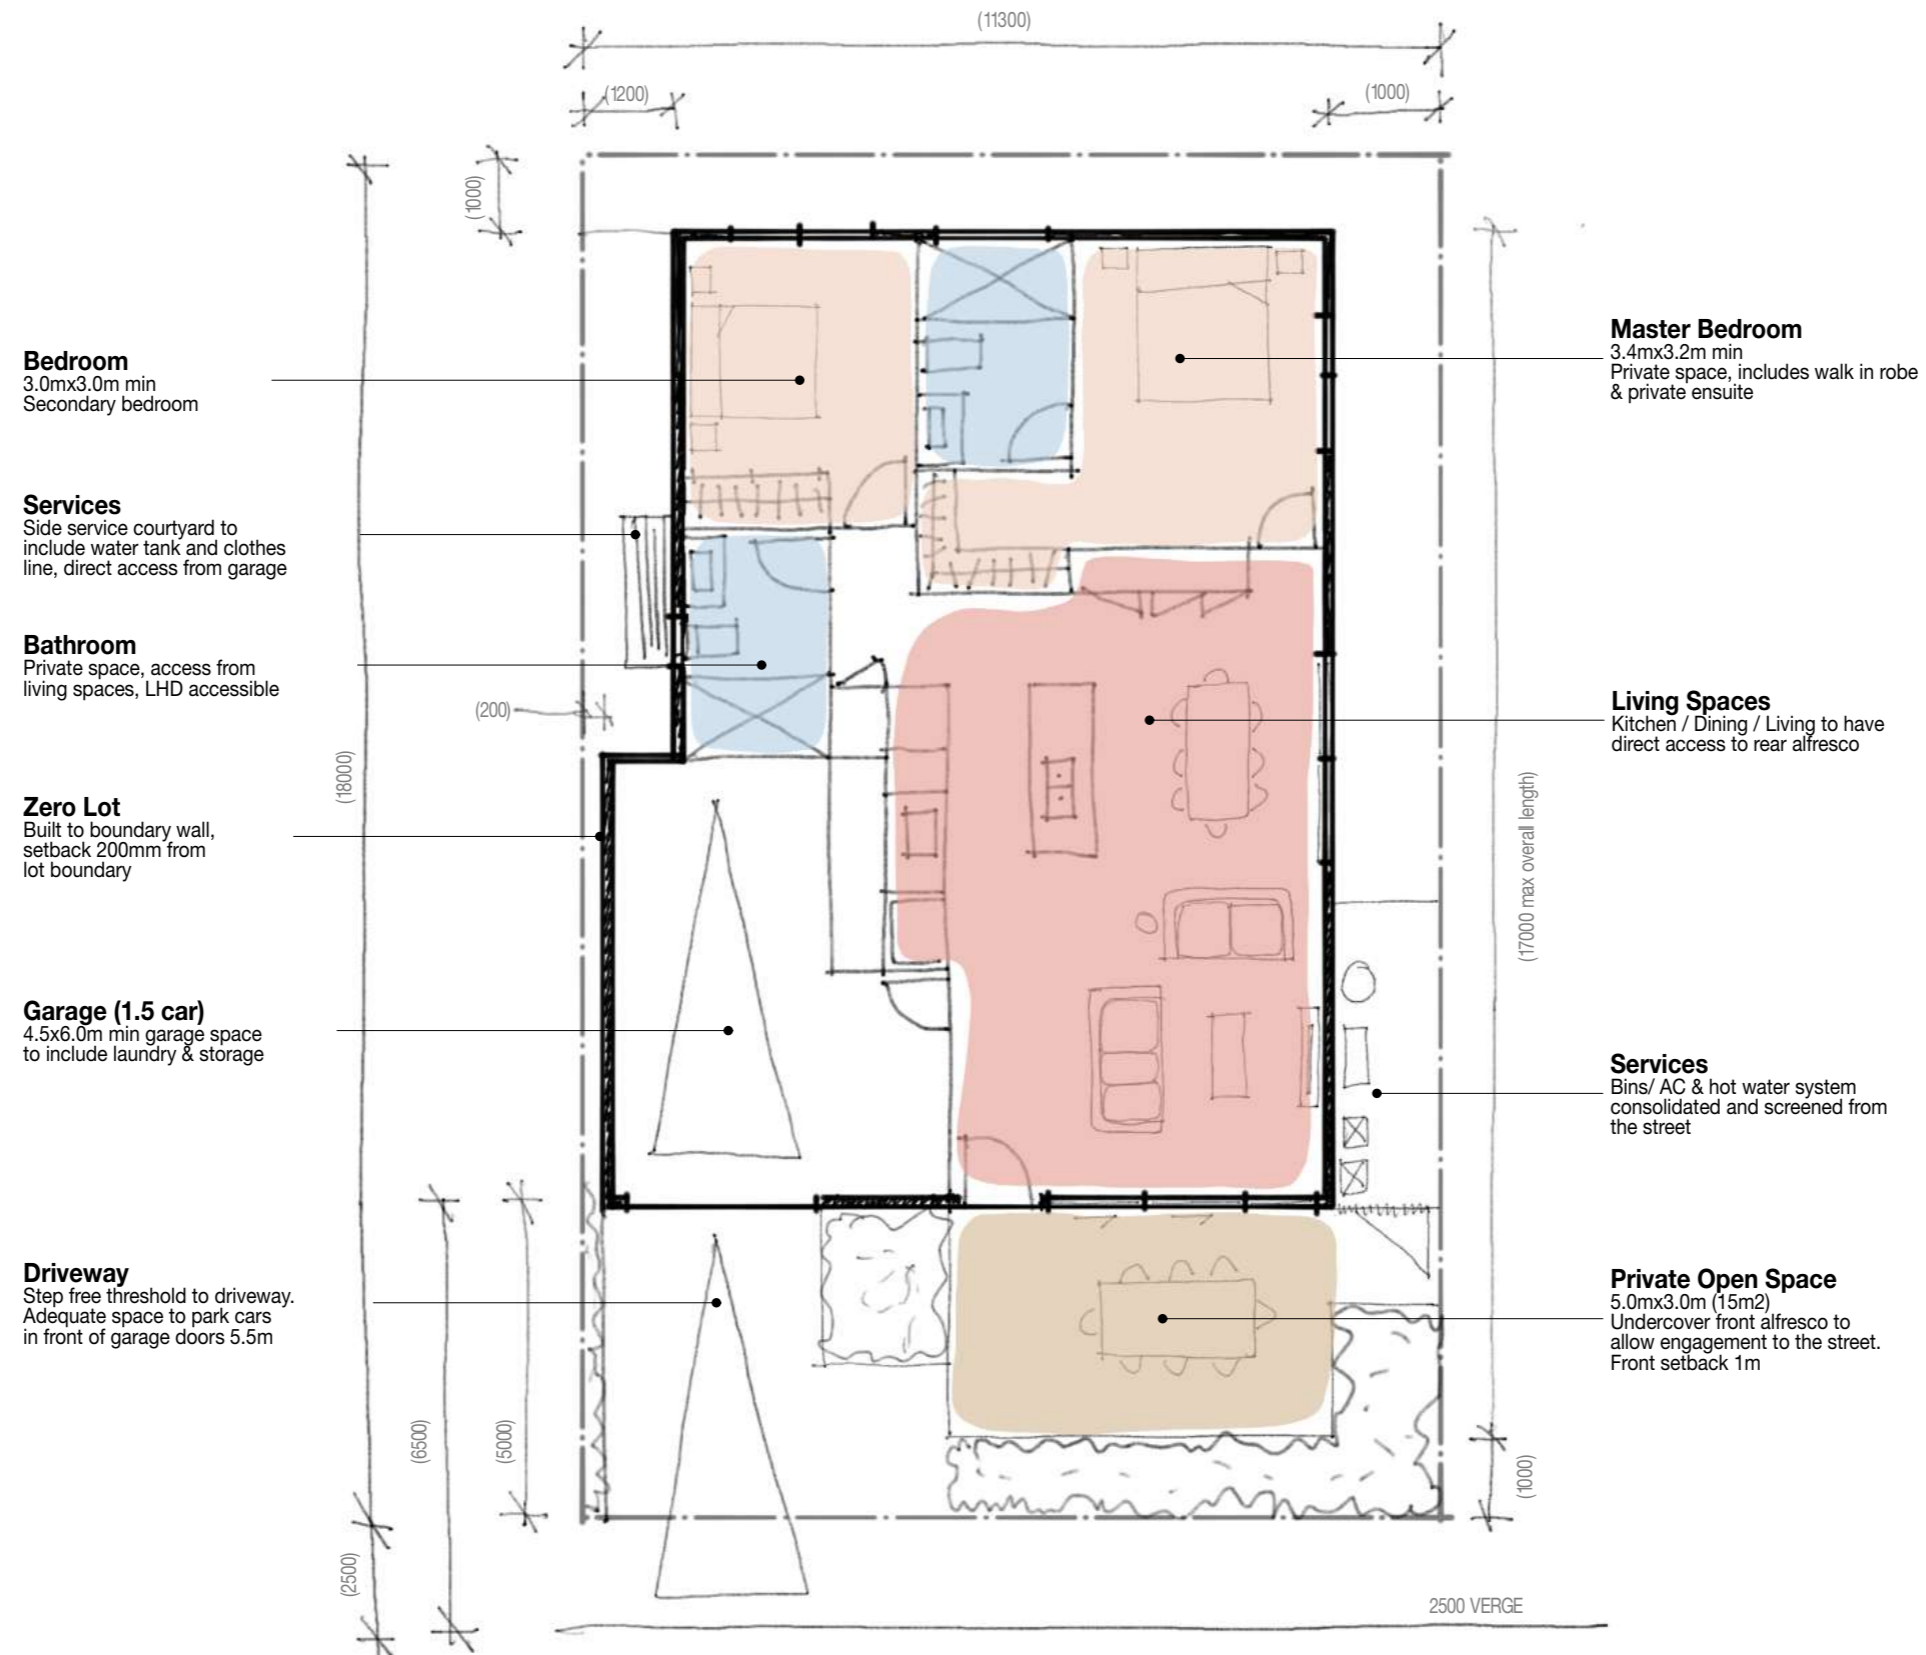 (11300)
(1200)
(1000)
(1000)
Bedroom
3.0mx3.0m min
Secondary bedroom
Services
Side service courtyard to
include water tank and clothes
line, direct access from garage
Bathroom
Private space, access from
living spaces, LHD accessible
(200)
(18000)
Zero Lot
Built to boundary wall,
setback 200mm from
lot boundary
Garage (1.5 car)
4.5x6.0m min garage space
to include laundry & storage
Driveway
Step free threshold to driveway.
Adequate space to park cars
in front of garage doors 5.5m
(6500)
(5000)
(2500)
Master Bedroom
3.4mx3.2m min
Private space, includes walk in robe
& private ensuite
Living Spaces
Kitchen / Dining / Living to have
direct access to rear alfresco
(17000 max overall length)
Services
Bins/ AC & hot water system
consolidated and screened from
the street
Private Open Space
5.0mx3.0m (15m2)
Undercover front alfresco to
allow engagement to the street.
Front setback 1m
(1000)
2500 VERGE